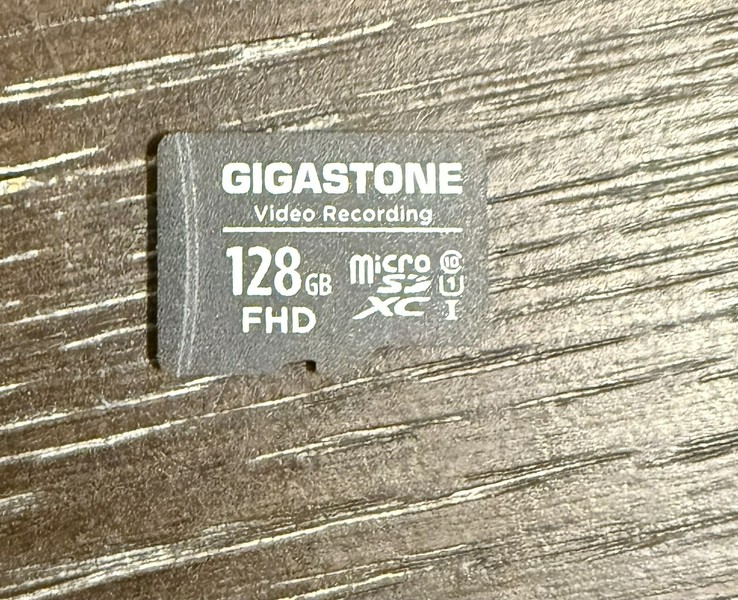 GIGASTONE
Video Recording
128GB
FHD
micro
SD
XC
10
U1
I